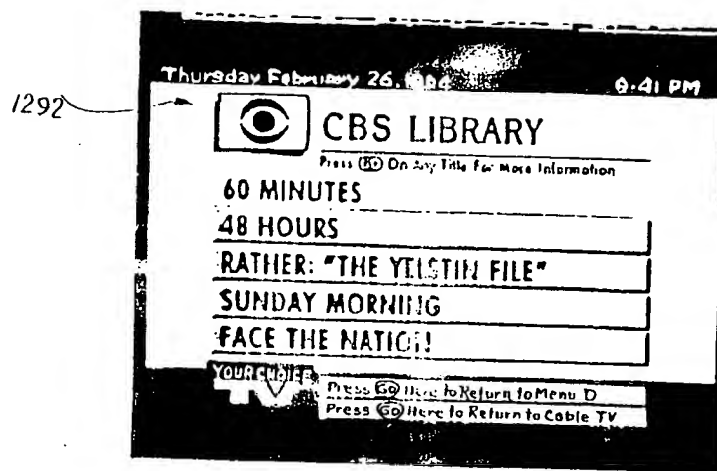 Thursday February 26,
41 PM
1292
CBS LIBRARY
Press Go On Any Title For More Information
60 MINUTES
48 HOURS
RATHER: "THE YELSTIN FILE"
SUNDAY MORNING
FACE THE NATION
YOUR CHOICE
TV
Press Go Here to Return to Menu D
Press Go Here to Return to Cable TV